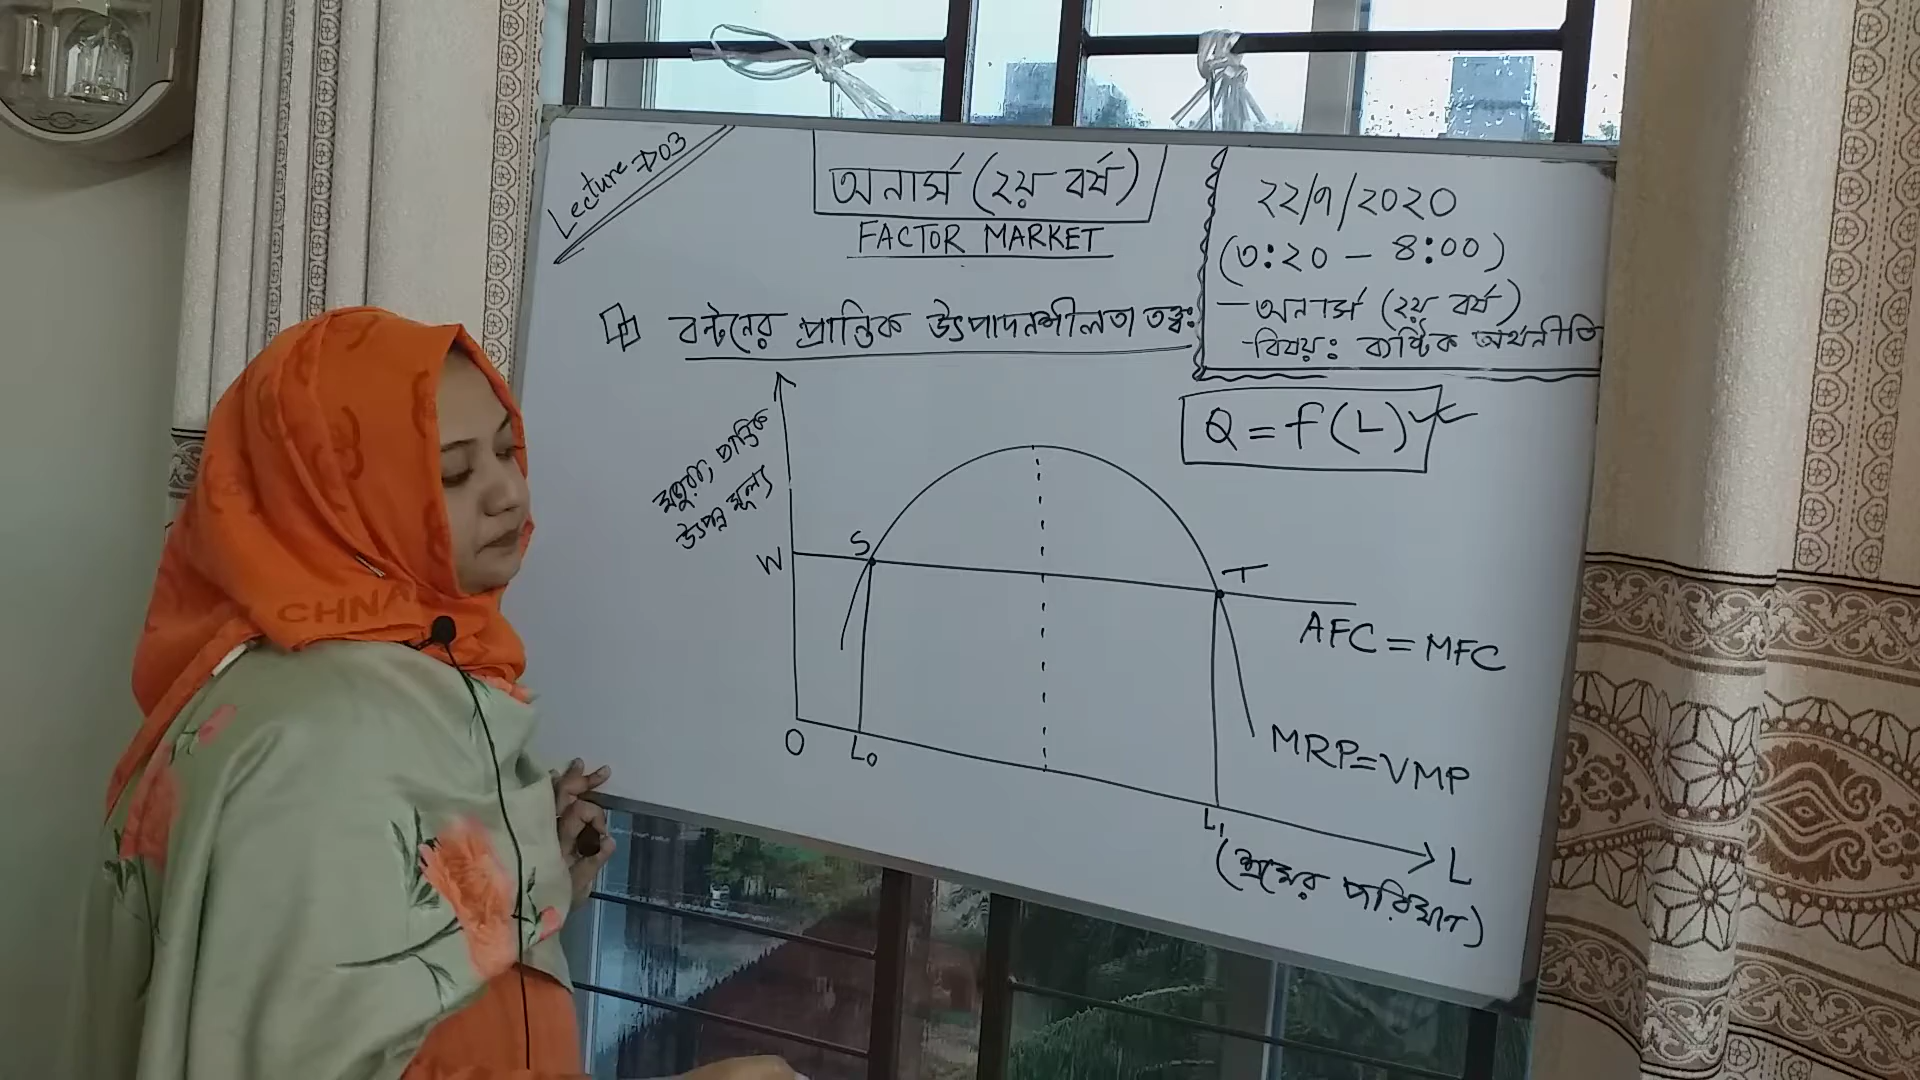 Lecture ⇒ 03
অনার্স (২য় বর্ষ)
FACTOR MARKET
২২/৭/২০২০
(৩:২০ – ৪:০০)
– অনার্স (২য় বর্ষ)
- বিষয়ঃ ব্যষ্টিক অর্থনীতি
বন্টনের প্রান্তিক উৎপাদনশীলতা তত্ত্বঃ
Q = f(L)
মজুরী, প্রান্তিক
উৎপন্ন মূল্য
W
S
T
AFC = MFC
MRP = VMP
O
L₀
L₁
L
(শ্রমের পরিমাণ)
CHNA